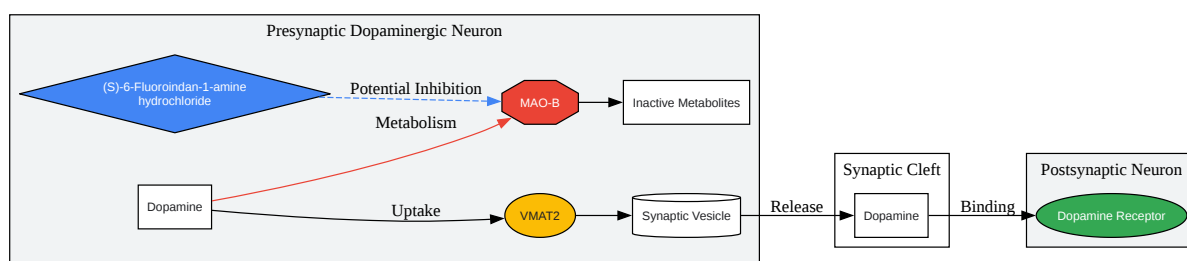 Presynaptic Dopaminergic Neuron
(S)-6-Fluoroindan-1-amine
hydrochloride
Potential Inhibition
MAO-B
Inactive Metabolites
Metabolism
Dopamine
Uptake
VMAT2
Synaptic Vesicle
Release
Synaptic Cleft
Dopamine
Binding
Postsynaptic Neuron
Dopamine Receptor